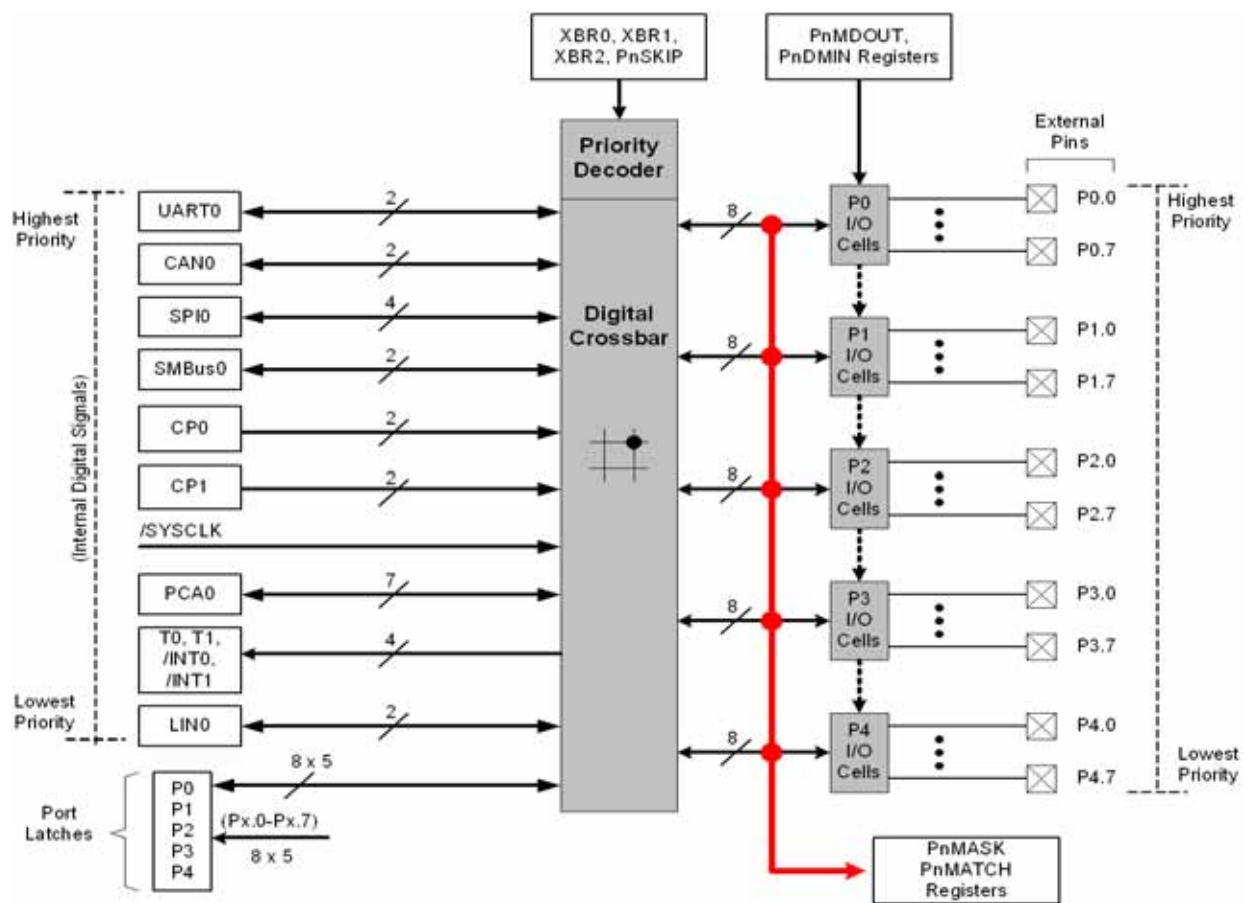 XBR0, XBR1,
XBR2, PnSKIP
PnMDOUT,
PnDMIN Registers
External
Pins
Priority
Decoder
Digital
Crossbar
Highest
Priority
(Internal Digital Signals)
Lowest
Priority
UART0
2
CAN0
2
SPI0
4
SMBus0
2
CP0
2
CP1
2
/SYSCLK
PCA0
7
T0, T1,
/INT0,
/INT1
4
LIN0
2
8 x 5
Port
Latches
P0
P1
P2
P3
P4
(Px.0-Px.7)
8 x 5
8
P0
I/O
Cells
P0.0
P0.7
8
P1
I/O
Cells
P1.0
P1.7
8
P2
I/O
Cells
P2.0
P2.7
8
P3
I/O
Cells
P3.0
P3.7
8
P4
I/O
Cells
P4.0
P4.7
Highest
Priority
Lowest
Priority
PnMASK
PnMATCH
Registers